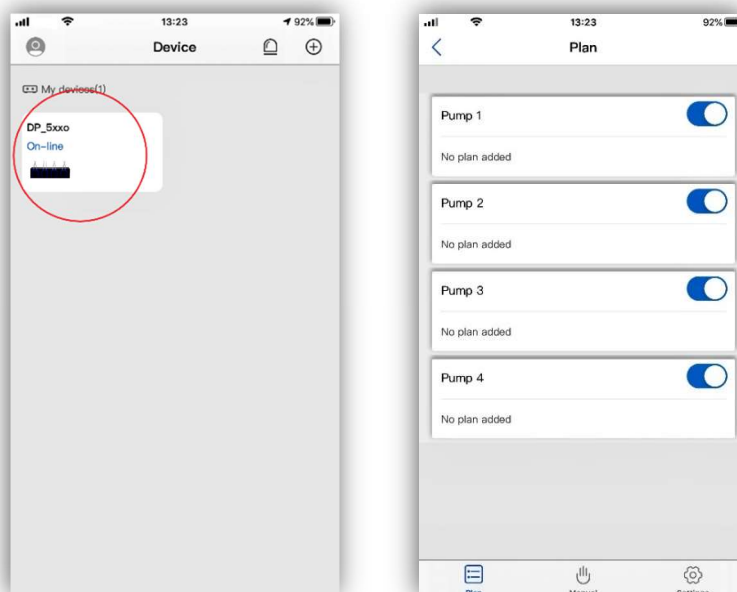 13:23
92%
Device
My devices(1)
DP_5xxo
On-line
13:23
92%
Plan
Pump 1
No plan added
Pump 2
No plan added
Pump 3
No plan added
Pump 4
No plan added
Plan
Manual
Settings